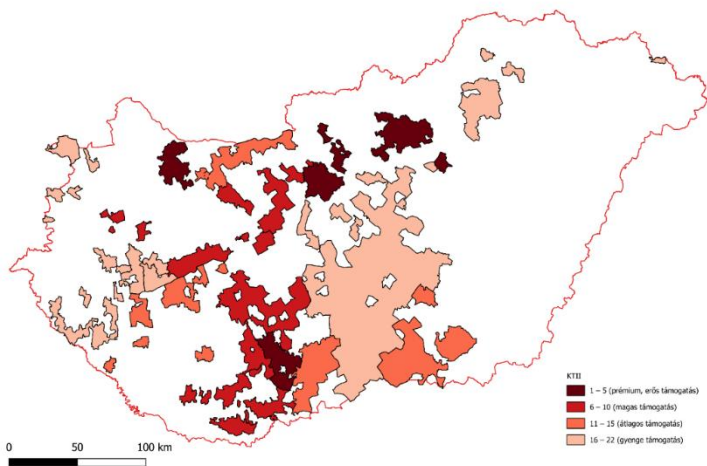 KTII
1 – 5 (prémium, erős támogatás)
6 – 10 (magas támogatás)
11 – 15 (átlagos támogatás)
16 – 22 (gyenge támogatás)
0 50 100 km